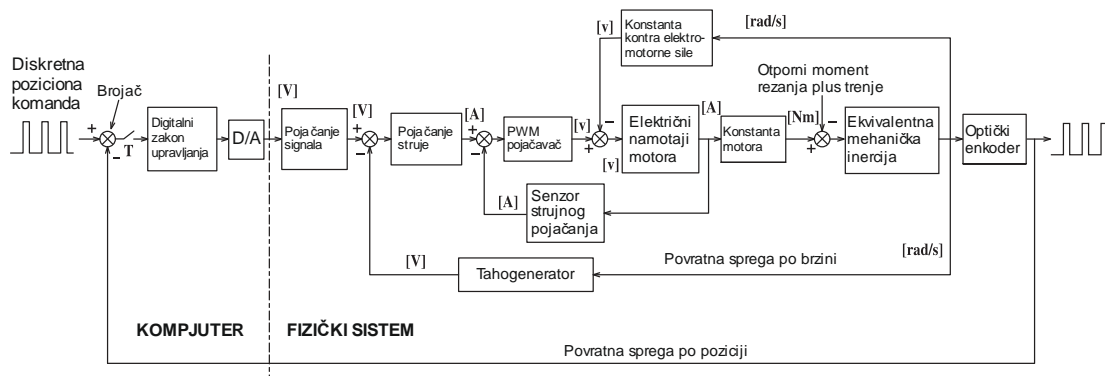 Diskretna
poziciona
komanda
Brojač
+
−
T
Digitalni
zakon
upravljanja
D/A
[V]
Pojačanje
signala
[V]
+
−
Pojačanje
struje
[A]
+
−
PWM
pojačavač
[v]
+
−
[v]
[v]
Konstanta
kontra elektro-
motorne sile
[rad/s]
Električni
namotaji
motora
[A]
Konstanta
motora
[Nm]
Otporni moment
rezanja plus trenje
−
+
Ekvivalentna
mehanička
inercija
Optički
enkoder
[A]
Senzor
strujnog
pojačanja
[V]
Tahogenerator
Povratna sprega po brzini
[rad/s]
KOMPJUTER
FIZIČKI SISTEM
Povratna sprega po poziciji